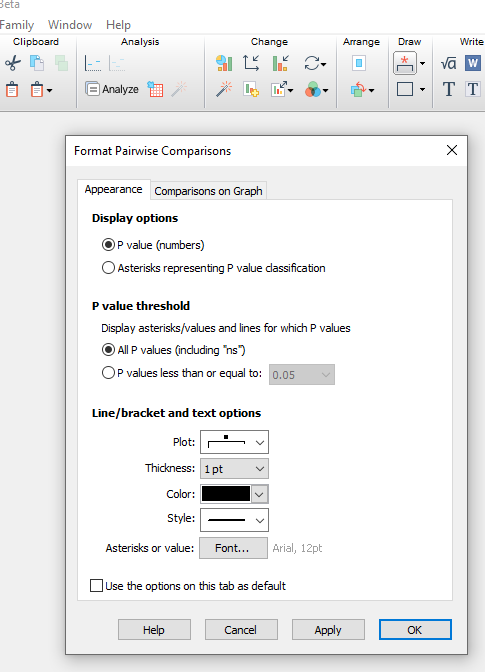 Beta
Family Window Help
Clipboard Analysis Change Arrange Draw Write
√α W
Analyze T T
Format Pairwise Comparisons
Appearance Comparisons on Graph
Display options
P value (numbers)
Asterisks representing P value classification
P value threshold
Display asterisks/values and lines for which P values
All P values (including "ns")
P values less than or equal to: 0.05
Line/bracket and text options
Plot:
Thickness: 1 pt
Color:
Style:
Asterisks or value: Font... Arial, 12pt
Use the options on this tab as default
Help Cancel Apply OK